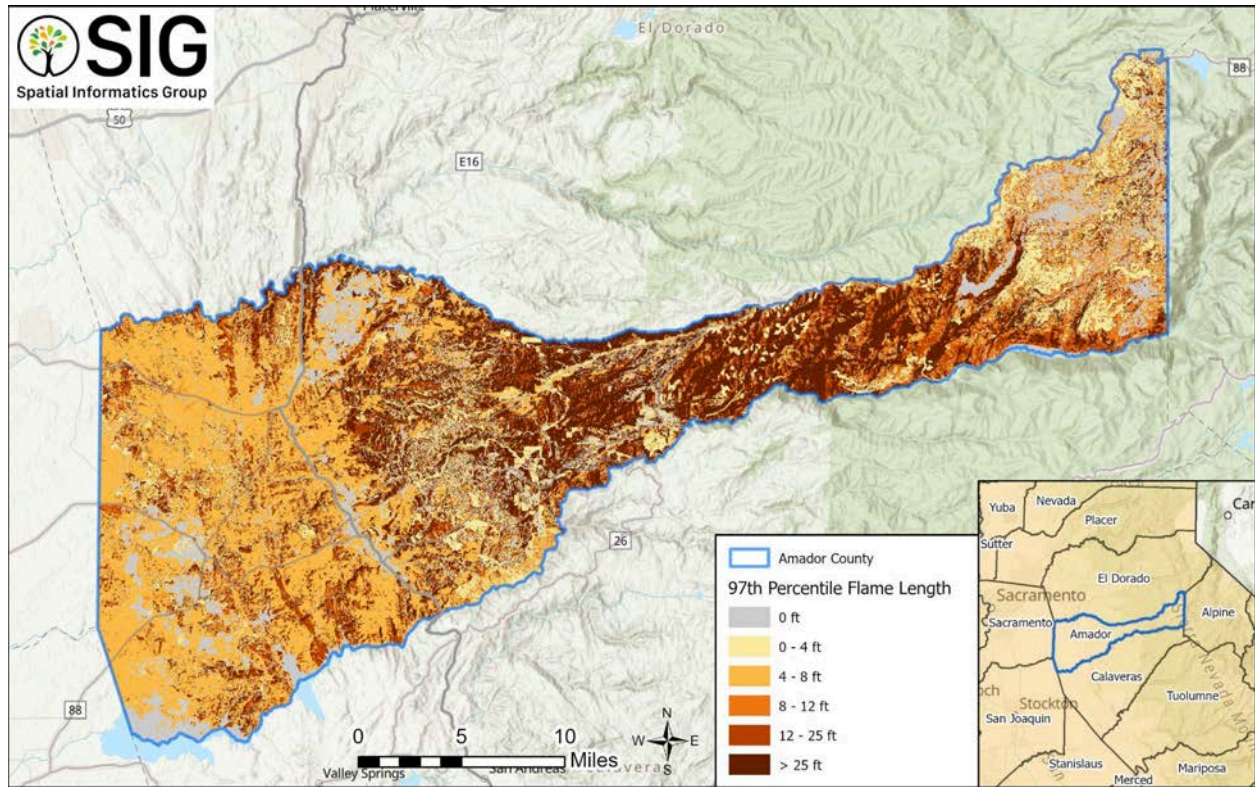 SIG
Spatial Informatics Group
El Dorado
88
50
E16
26
88
Valley Springs
0 5 10
Miles
N
W E
S
Amador County
97th Percentile Flame Length
0 ft
0 - 4 ft
4 - 8 ft
8 - 12 ft
12 - 25 ft
> 25 ft
Yuba
Nevada
Placer
Sutter
El Dorado
Sacramento
Sacramento
Amador
Alpine
Calaveras
Stockton
San Joaquin
Tuolumne
Stanislaus
Merced
Mariposa